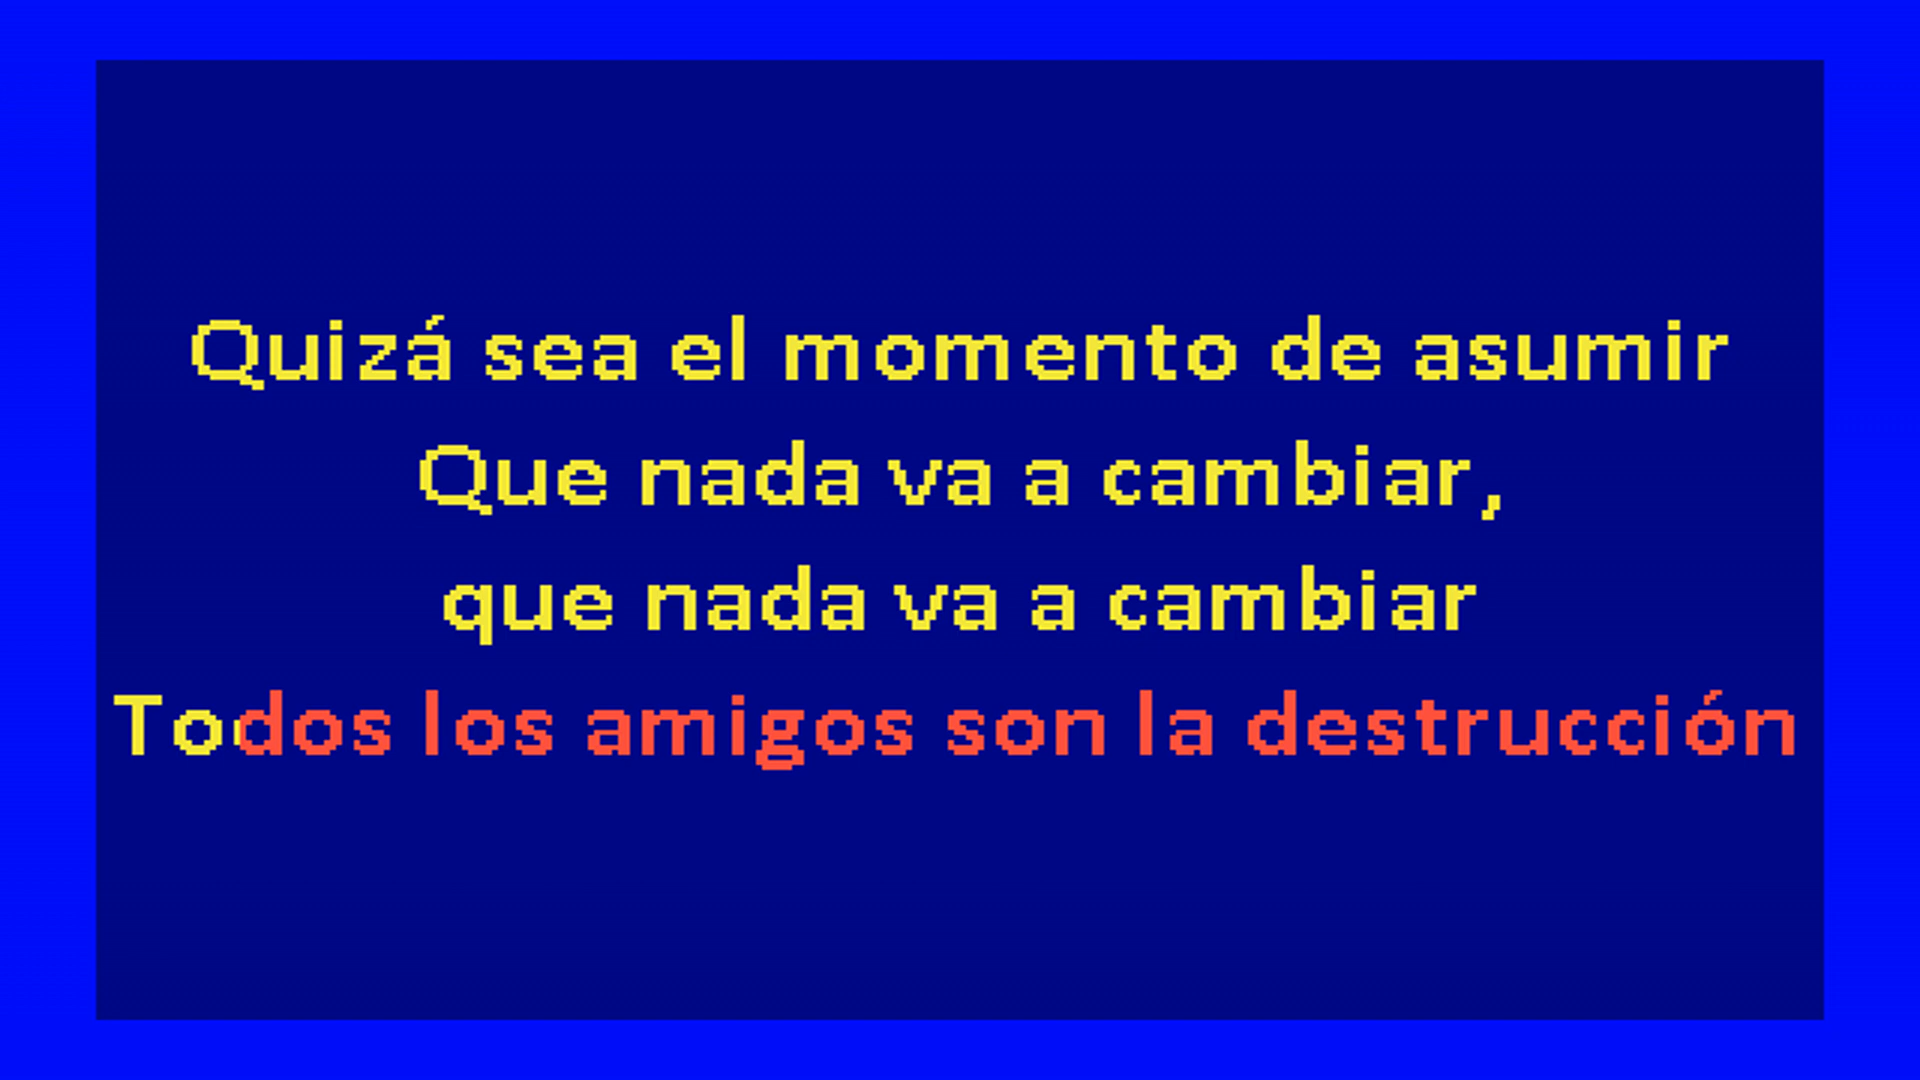 Quizá sea el momento de asumir
Que nada va a cambiar,
que nada va a cambiar
Todos los amigos son la destrucción